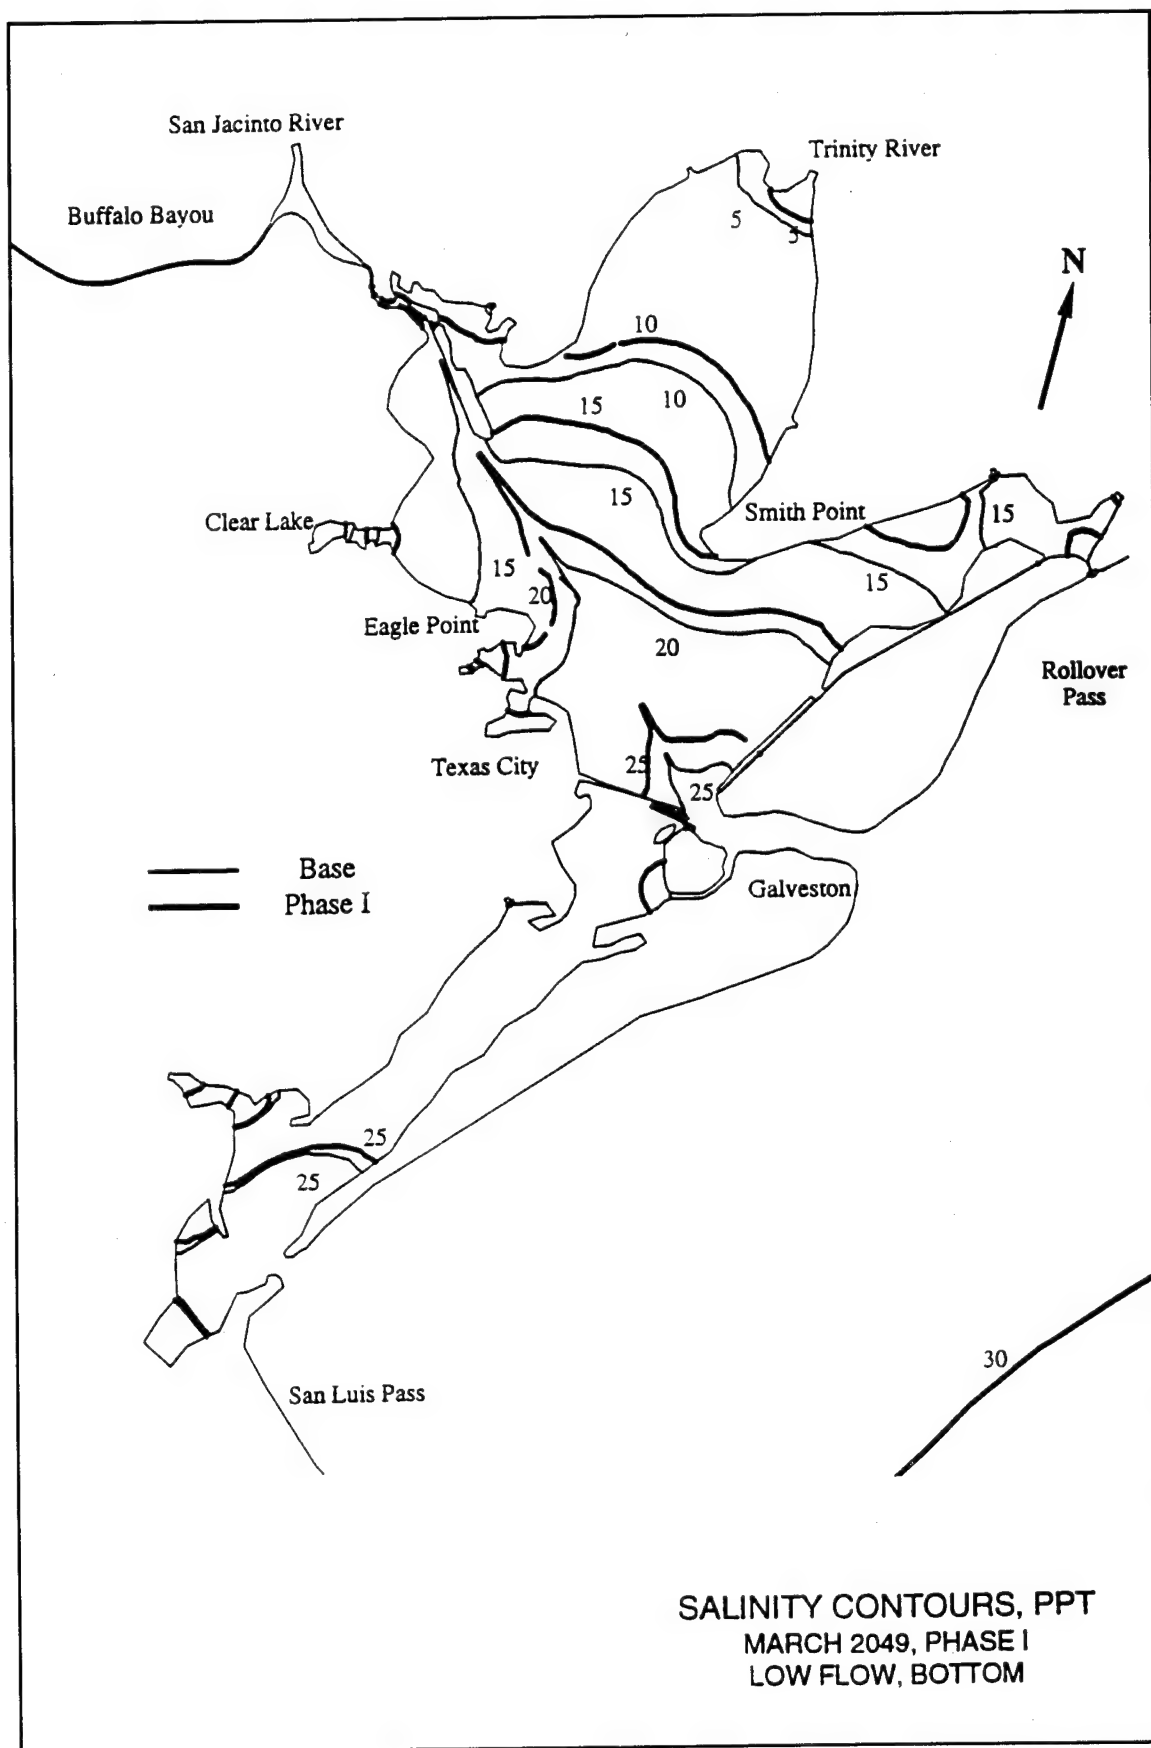 San Jacinto River
Trinity River
Buffalo Bayou
5
5
N
10
15
10
15
Smith Point
15
Clear Lake
15
15
20
Eagle Point
20
Rollover
Pass
Texas City
25
25
Base
Phase I
Galveston
25
25
30
San Luis Pass
SALINITY CONTOURS, PPT
MARCH 2049, PHASE I
LOW FLOW, BOTTOM